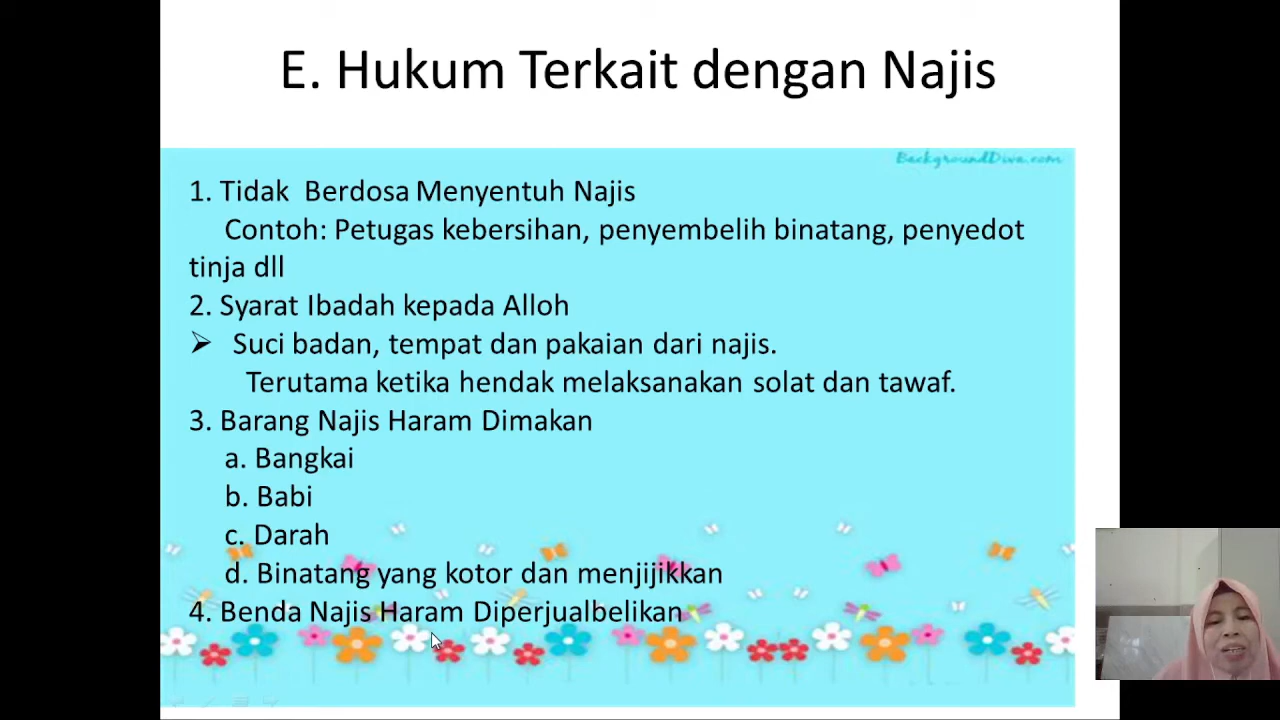 E. Hukum Terkait dengan Najis
BackgroundDiva.com
1. Tidak Berdosa Menyentuh Najis
Contoh: Petugas kebersihan, penyembelih binatang, penyedot
tinja dll
2. Syarat Ibadah kepada Alloh
➢ Suci badan, tempat dan pakaian dari najis.
Terutama ketika hendak melaksanakan solat dan tawaf.
3. Barang Najis Haram Dimakan
a. Bangkai
b. Babi
c. Darah
d. Binatang yang kotor dan menjijikkan
4. Benda Najis Haram Diperjualbelikan